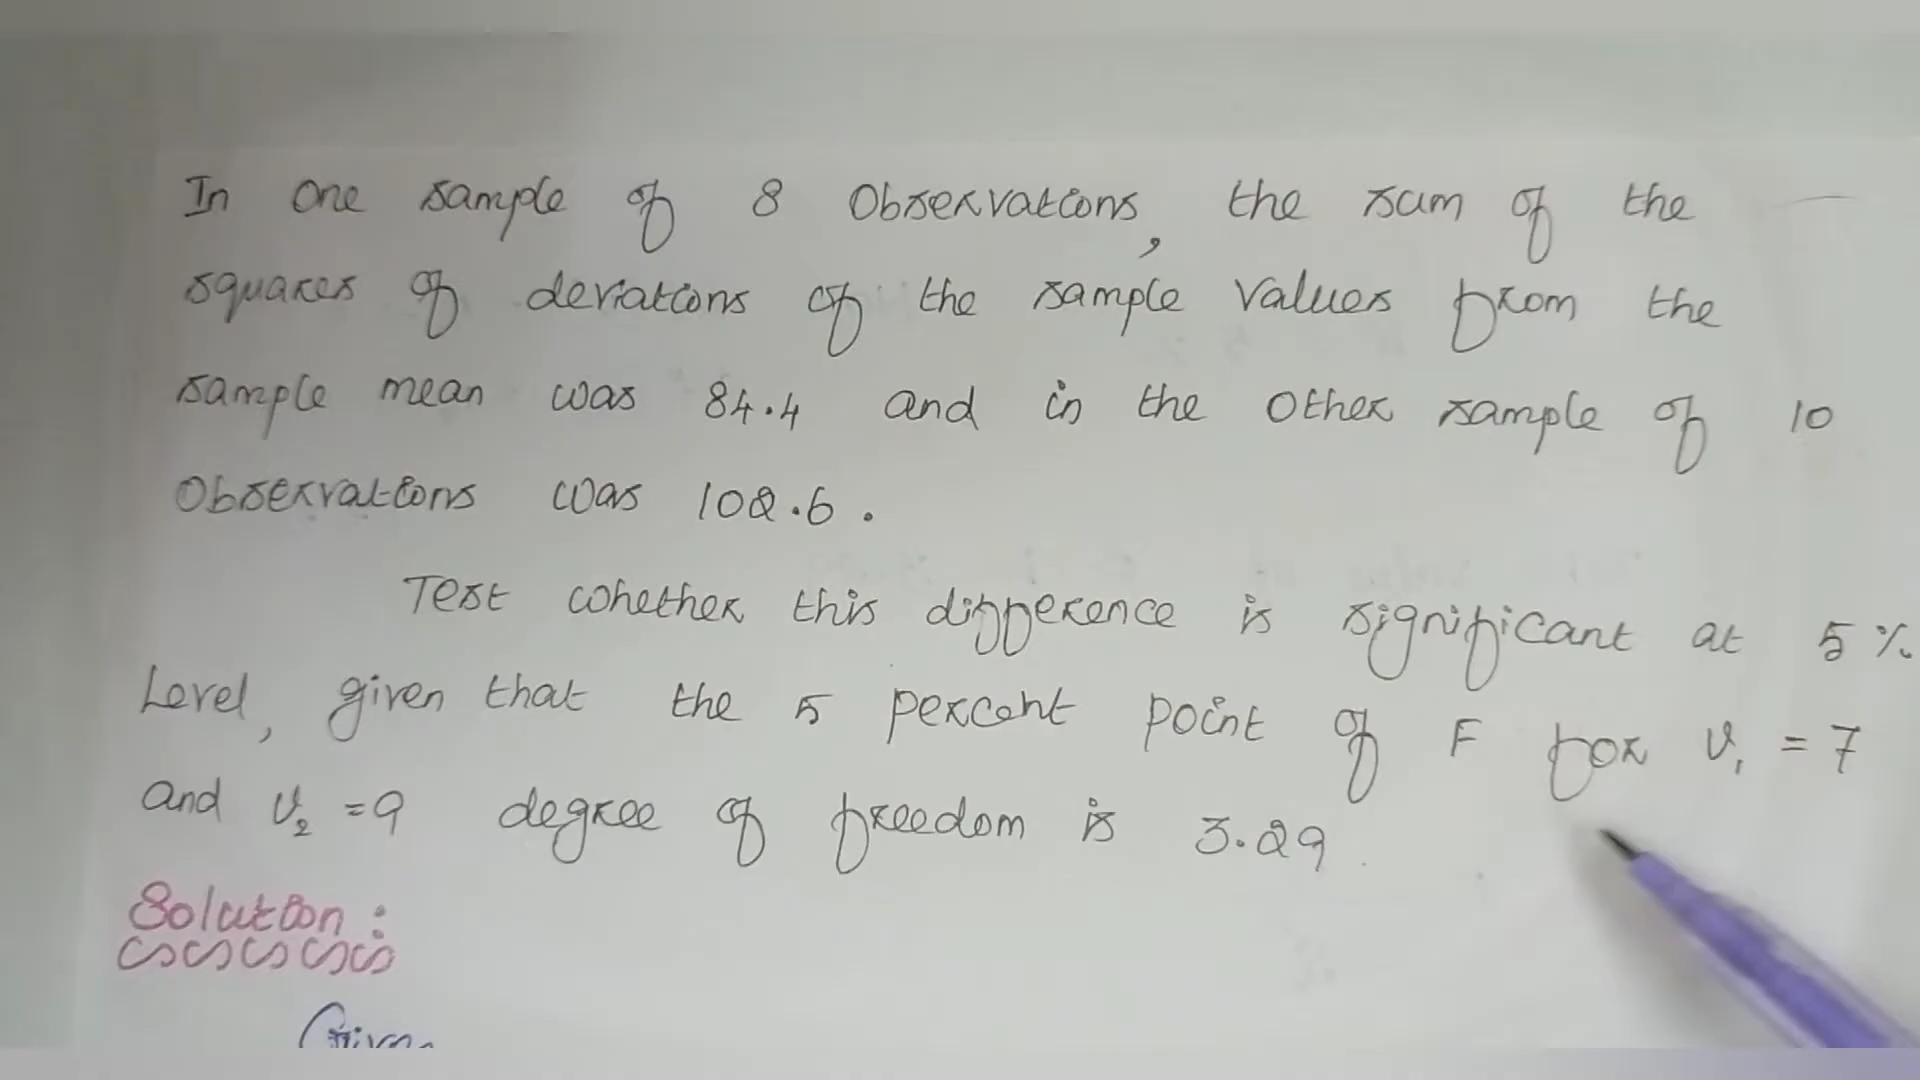 In one sample of 8 observations, the sum of the
squares of deviations of the sample values from the
sample mean was 84.4 and in the other sample of 10
observations was 102.6.
Test whether this difference is significant at 5%
Level, given that the 5 percent point of F for ν₁ = 7
and ν₂ = 9 degree of freedom is 3.29
Solution:
Given